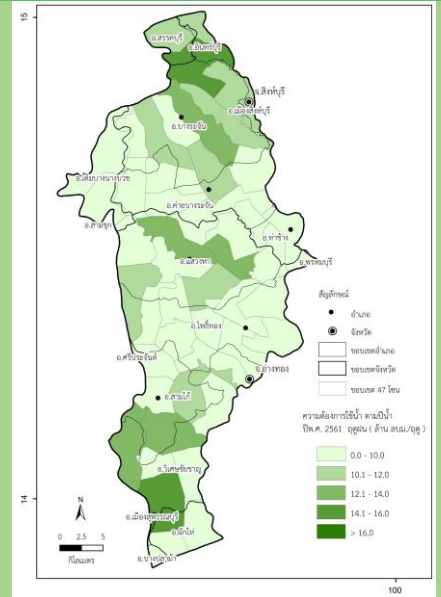 15
อ.สรรคบุรี
อ.อินทร์บุรี
จ.สิงห์บุรี
อ.เมืองสิงห์บุรี
อ.บางระจัน
อ.เดิมบางนางบวช
อ.ค่ายบางระจัน
อ.สามชุก
อ.ท่าช้าง
อ.พรหมบุรี
อ.แสวงหา
สัญลักษณ์
อำเภอ
จังหวัด
ขอบเขตอำเภอ
ขอบเขตจังหวัด
ขอบเขต 47 โซน
อ.โพธิ์ทอง
อ.ศรีประจันต์
จ.อ่างทอง
อ.สามโก้
ความต้องการใช้น้ำ ตามปีน้ำ
ปีพ.ศ. 2561 ฤดูฝน ( ล้าน ลบม./ฤดู )
0.0 - 10.0
10.1 - 12.0
12.1 - 14.0
14.1 - 16.0
> 16.0
อ.วิเศษชัยชาญ
14
N
อ.เมืองสุพรรณบุรี
อ.ผักไห่
0 2.5 5
กิโลเมตร
อ.บางปลาม้า
100